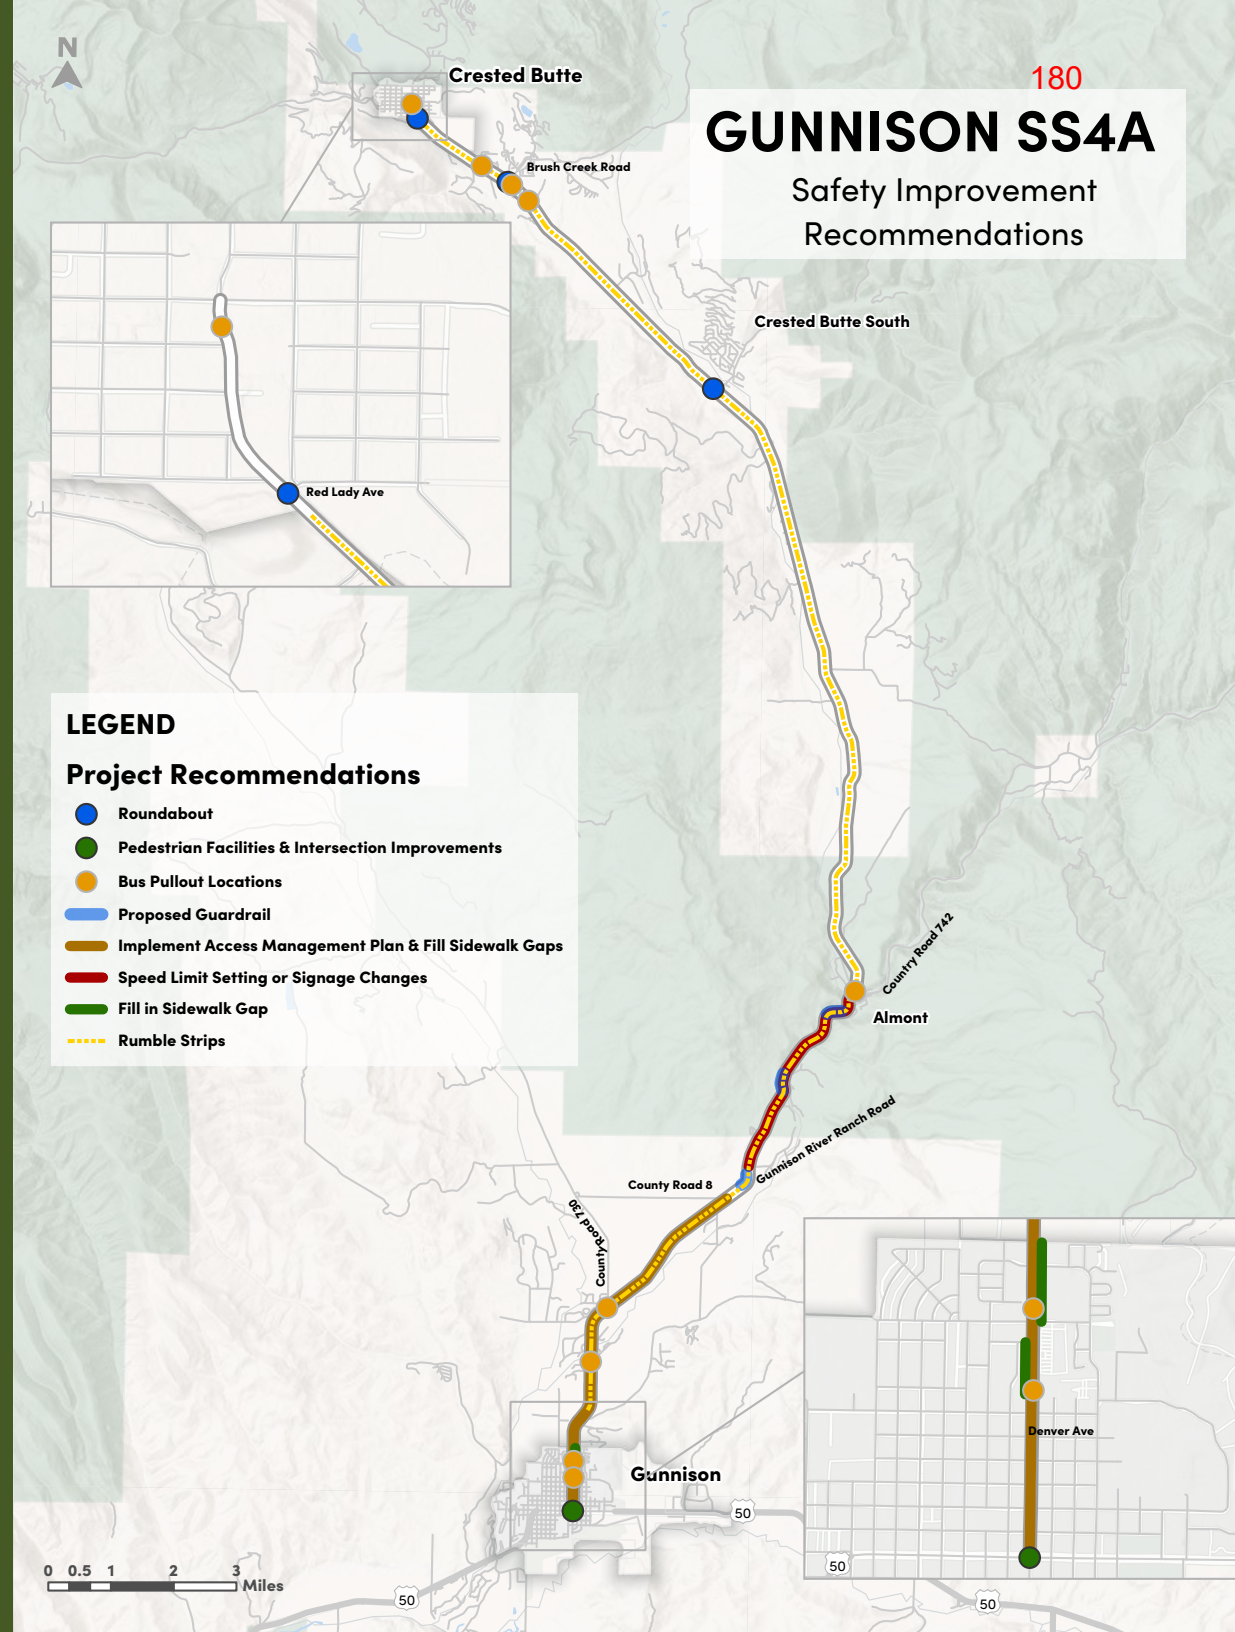 N
Crested Butte
180
GUNNISON SS4A
Safety Improvement
Recommendations
Brush Creek Road
Crested Butte South
Red Lady Ave
LEGEND
Project Recommendations
Roundabout
Pedestrian Facilities & Intersection Improvements
Bus Pullout Locations
Proposed Guardrail
Implement Access Management Plan & Fill Sidewalk Gaps
Speed Limit Setting or Signage Changes
Fill in Sidewalk Gap
Rumble Strips
Country Road 742
Almont
Gunnison River Ranch Road
County Road 8
County Road 730
Denver Ave
Gunnison
50
50
0 0.5 1 2 3
Miles
50
50